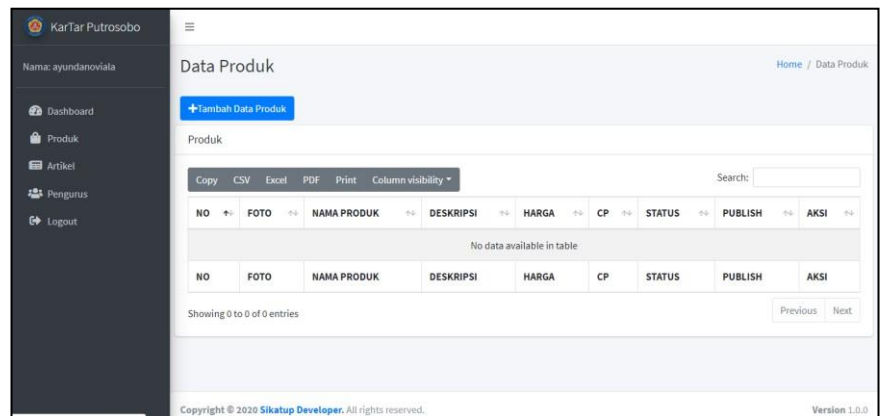 KarTar Putrosobo
Nama: ayundanoviala
Dashboard
Produk
Artikel
Pengurus
Logout
Data Produk
Home / Data Produk
+Tambah Data Produk
Produk
Copy CSV Excel PDF Print Column visibility
Search:
NO FOTO NAMA PRODUK DESKRIPSI HARGA CP STATUS PUBLISH AKSI
No data available in table
NO FOTO NAMA PRODUK DESKRIPSI HARGA CP STATUS PUBLISH AKSI
Showing 0 to 0 of 0 entries
Previous Next
Copyright © 2020 Sikatup Developer. All rights reserved.
Version 1.0.0